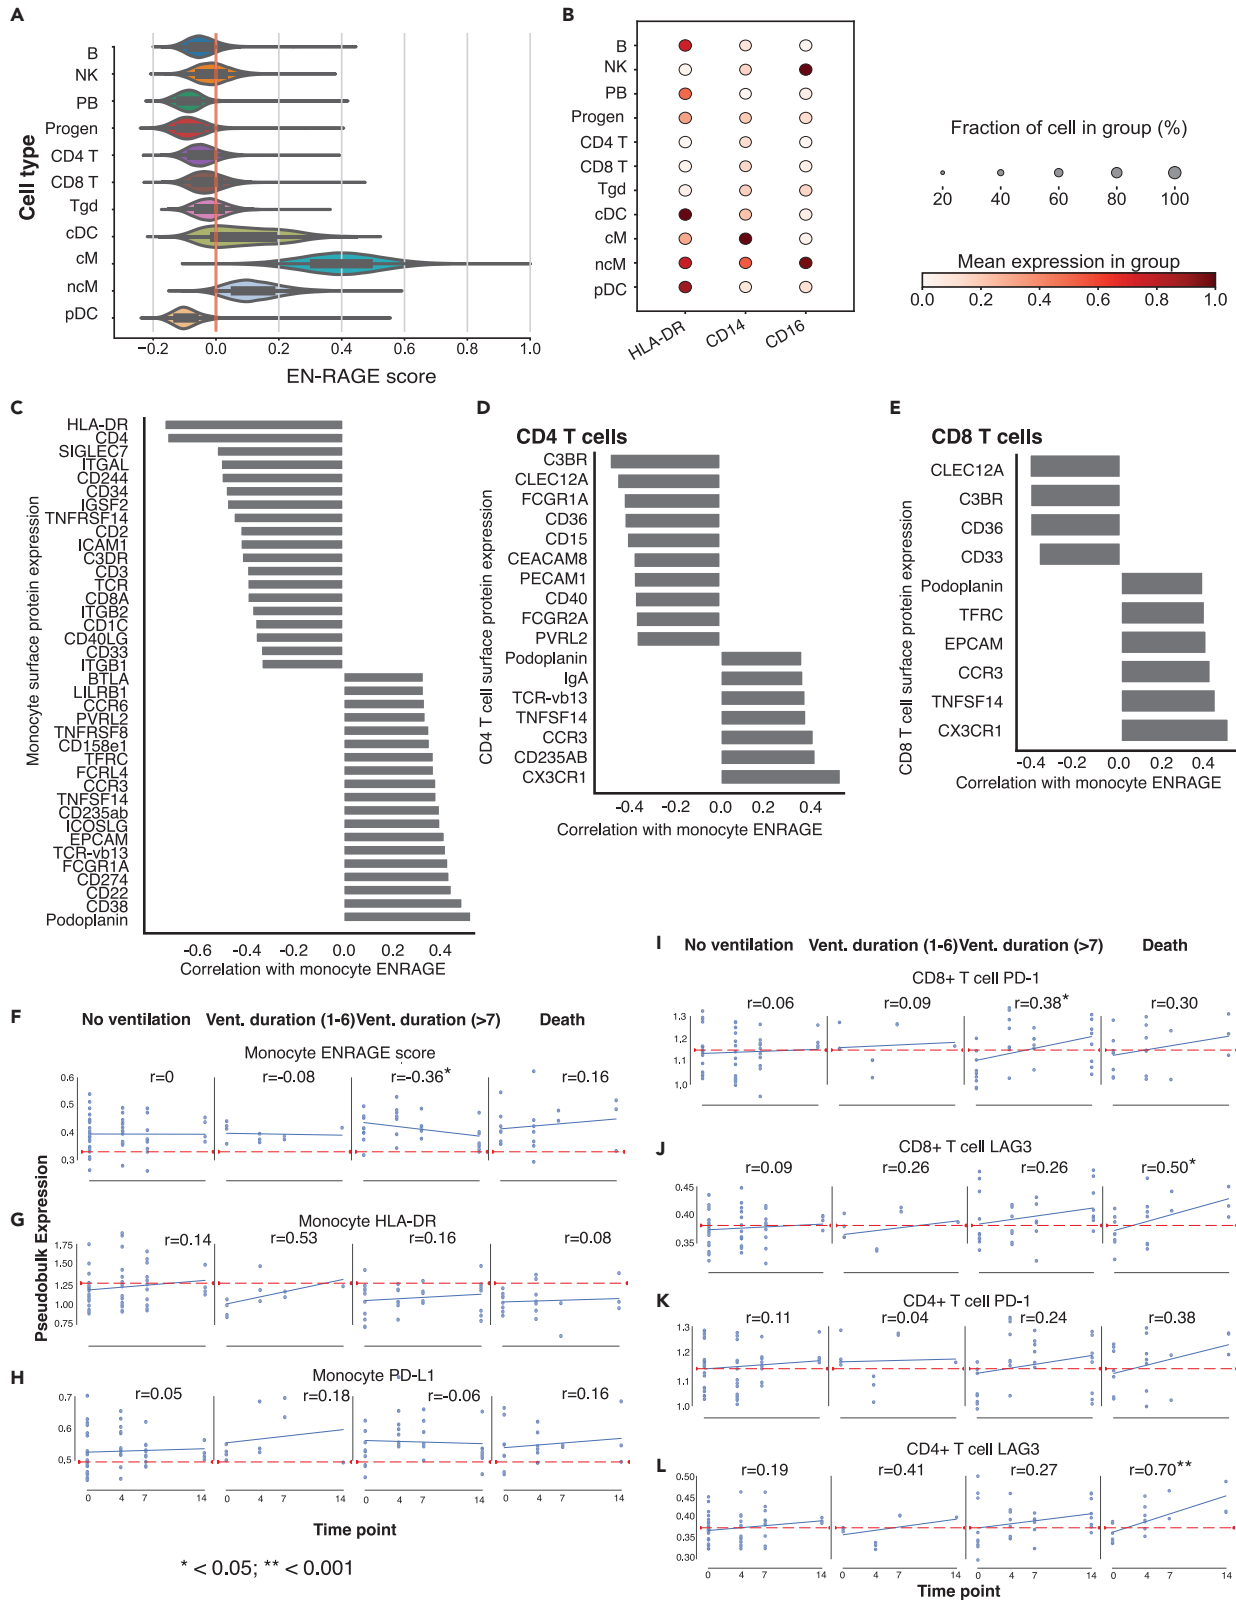 A
B
NK
PB
Progen
CD4 T
CD8 T
Tgd
cDC
cM
ncM
pDC
Cell type
−0.2 0.0 0.2 0.4 0.6 0.8 1.0
EN-RAGE score
B
B
NK
PB
Progen
CD4 T
CD8 T
Tgd
cDC
cM
ncM
pDC
HLA-DR CD14 CD16
Fraction of cell in group (%)
20 40 60 80 100
Mean expression in group
0.0 0.2 0.4 0.6 0.8 1.0
C
HLA-DR
CD4
SIGLEC7
ITGAL
CD244
CD34
IGSF2
TNFRSF14
CD2
ICAM1
C3DR
CD3
TCR
CD8A
ITGB2
CD1C
CD40LG
CD33
ITGB1
BTLA
LILRB1
CCR6
PVRL2
TNFRSF8
CD158e1
TFRC
FCRL4
CCR3
TNFSF14
CD235ab
ICOSLG
EPCAM
TCR-vb13
FCGR1A
CD274
CD22
CD38
Podoplanin
Monocyte surface protein expression
-0.6 -0.4 -0.2 0.0 0.2 0.4
Correlation with monocyte ENRAGE
D
CD4 T cells
C3BR
CLEC12A
FCGR1A
CD36
CD15
CEACAM8
PECAM1
CD40
FCGR2A
PVRL2
Podoplanin
IgA
TCR-vb13
TNFSF14
CCR3
CD235AB
CX3CR1
CD4 T cell surface protein expression
-0.4 -0.2 0.0 0.2 0.4
Correlation with monocyte ENRAGE
E
CD8 T cells
CLEC12A
C3BR
CD36
CD33
Podoplanin
TFRC
EPCAM
CCR3
TNFSF14
CX3CR1
CD8 T cell surface protein expression
-0.4 -0.2 0.0 0.2 0.4
Correlation with monocyte ENRAGE
F
No ventilation Vent. duration (1-6) Vent. duration (>7) Death
Monocyte ENRAGE score
r=0 r=-0.08 r=-0.36* r=0.16
0.6
0.5
0.4
0.3
G
Monocyte HLA-DR
r=0.14 r=0.53 r=0.16 r=0.08
1.75
1.50
1.25
1.00
0.75
Pseudobulk Expression
H
Monocyte PD-L1
r=0.05 r=0.18 r=-0.06 r=0.16
0.7
0.6
0.5
0 4 7 14 0 4 7 14 0 4 7 14 0 4 7 14
Time point
* < 0.05; ** < 0.001
I
No ventilation Vent. duration (1-6) Vent. duration (>7) Death
CD8+ T cell PD-1
r=0.06 r=0.09 r=0.38* r=0.30
1.3
1.2
1.1
1.0
J
CD8+ T cell LAG3
r=0.09 r=0.26 r=0.26 r=0.50*
0.45
0.40
0.35
K
CD4+ T cell PD-1
r=0.11 r=0.04 r=0.24 r=0.38
1.3
1.2
1.1
1.0
L
CD4+ T cell LAG3
r=0.19 r=0.41 r=0.27 r=0.70**
0.50
0.45
0.40
0.35
0.30
0 4 7 14 0 4 7 14 0 4 7 14 0 4 7 14
Time point